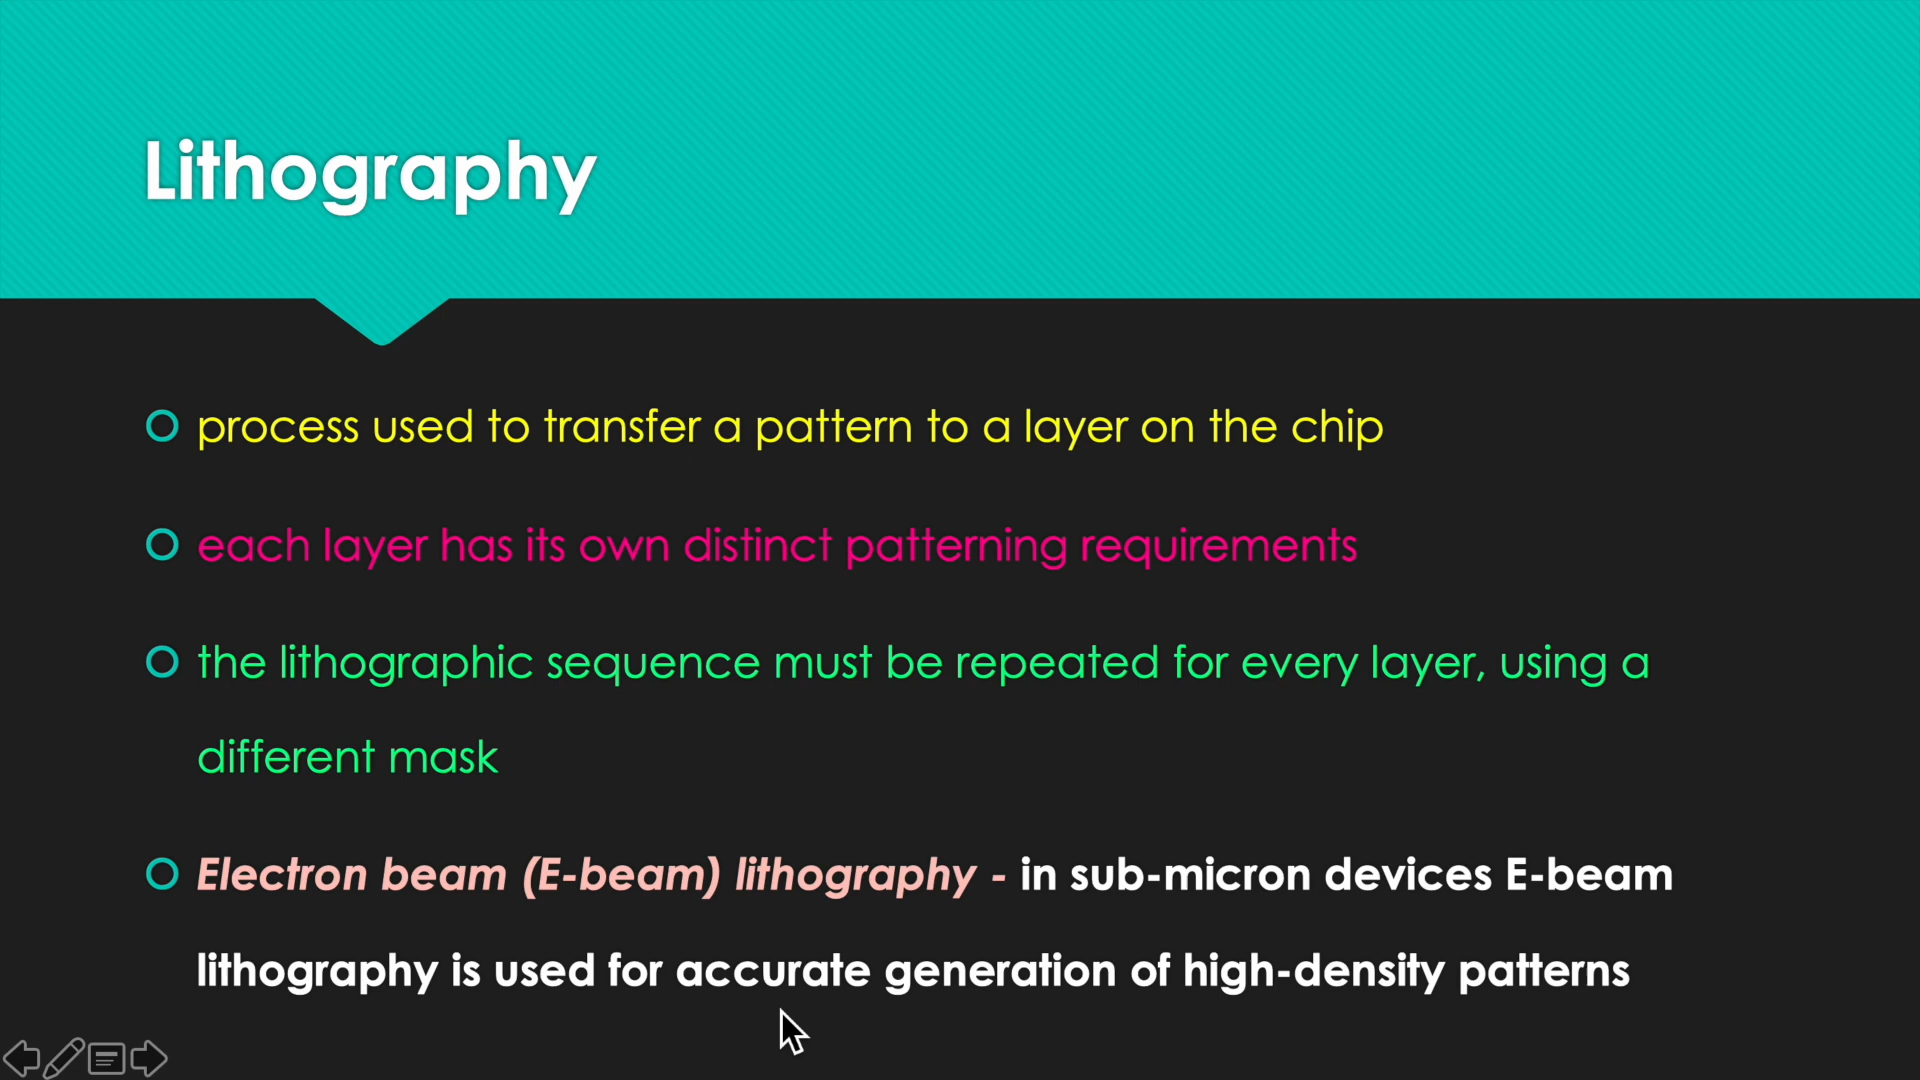 Lithography
process used to transfer a pattern to a layer on the chip
each layer has its own distinct patterning requirements
the lithographic sequence must be repeated for every layer, using a
different mask
Electron beam (E-beam) lithography - in sub-micron devices E-beam
lithography is used for accurate generation of high-density patterns